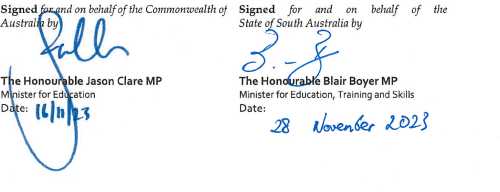 Signed for and on behalf of the Commonwealth of
Australia by
The Honourable Jason Clare MP
Minister for Education
Date: 16/11/23
Signed for and on behalf of the
State of South Australia by
The Honourable Blair Boyer MP
Minister for Education, Training and Skills
Date:
28 November 2023